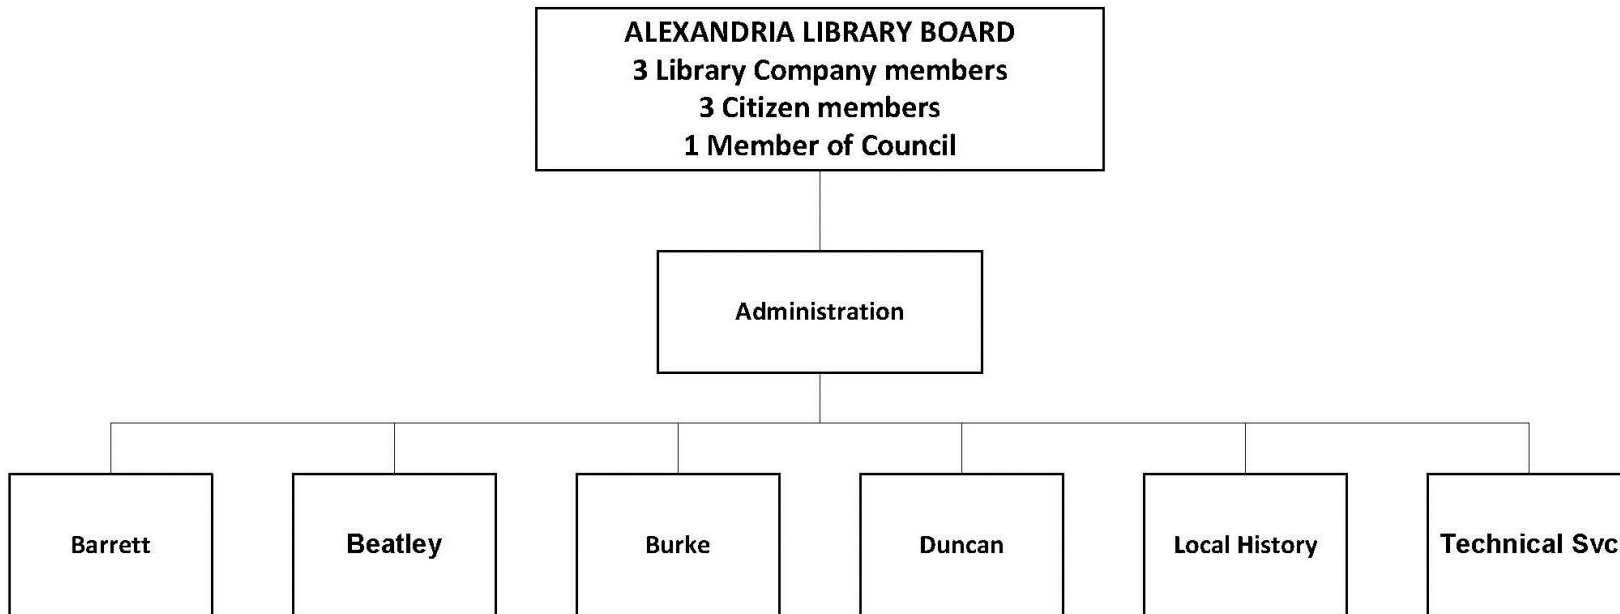 ALEXANDRIA LIBRARY BOARD
3 Library Company members
3 Citizen members
1 Member of Council
Administration
Barrett
Beatley
Burke
Duncan
Local History
Technical Svc